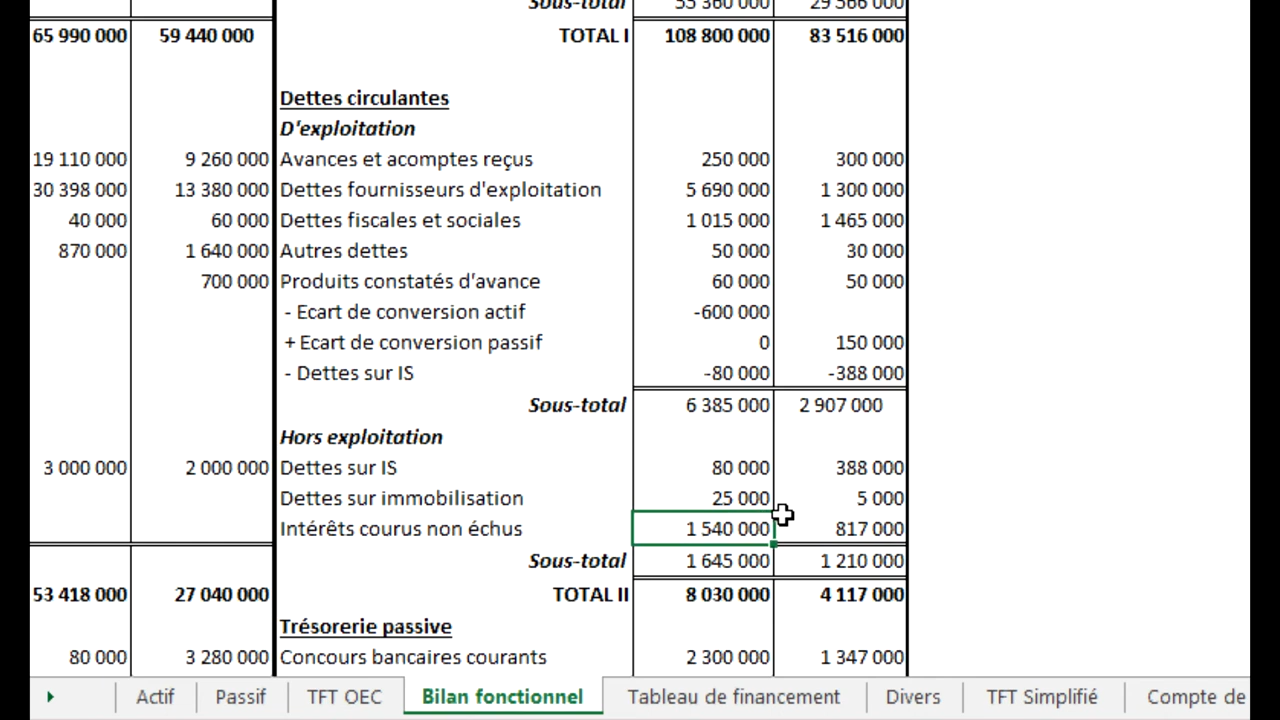 Sous-total 55 360 000 29 566 000
65 990 000 59 440 000 TOTAL I 108 800 000 83 516 000
Dettes circulantes
D'exploitation
19 110 000 9 260 000 Avances et acomptes reçus 250 000 300 000
30 398 000 13 380 000 Dettes fournisseurs d'exploitation 5 690 000 1 300 000
40 000 60 000 Dettes fiscales et sociales 1 015 000 1 465 000
870 000 1 640 000 Autres dettes 50 000 30 000
700 000 Produits constatés d'avance 60 000 50 000
- Ecart de conversion actif -600 000
+ Ecart de conversion passif 0 150 000
- Dettes sur IS -80 000 -388 000
Sous-total 6 385 000 2 907 000
Hors exploitation
3 000 000 2 000 000 Dettes sur IS 80 000 388 000
Dettes sur immobilisation 25 000 5 000
Intérêts courus non échus 1 540 000 817 000
Sous-total 1 645 000 1 210 000
53 418 000 27 040 000 TOTAL II 8 030 000 4 117 000
Trésorerie passive
80 000 3 280 000 Concours bancaires courants 2 300 000 1 347 000
Actif Passif TFT OEC Bilan fonctionnel Tableau de financement Divers TFT Simplifié Compte de